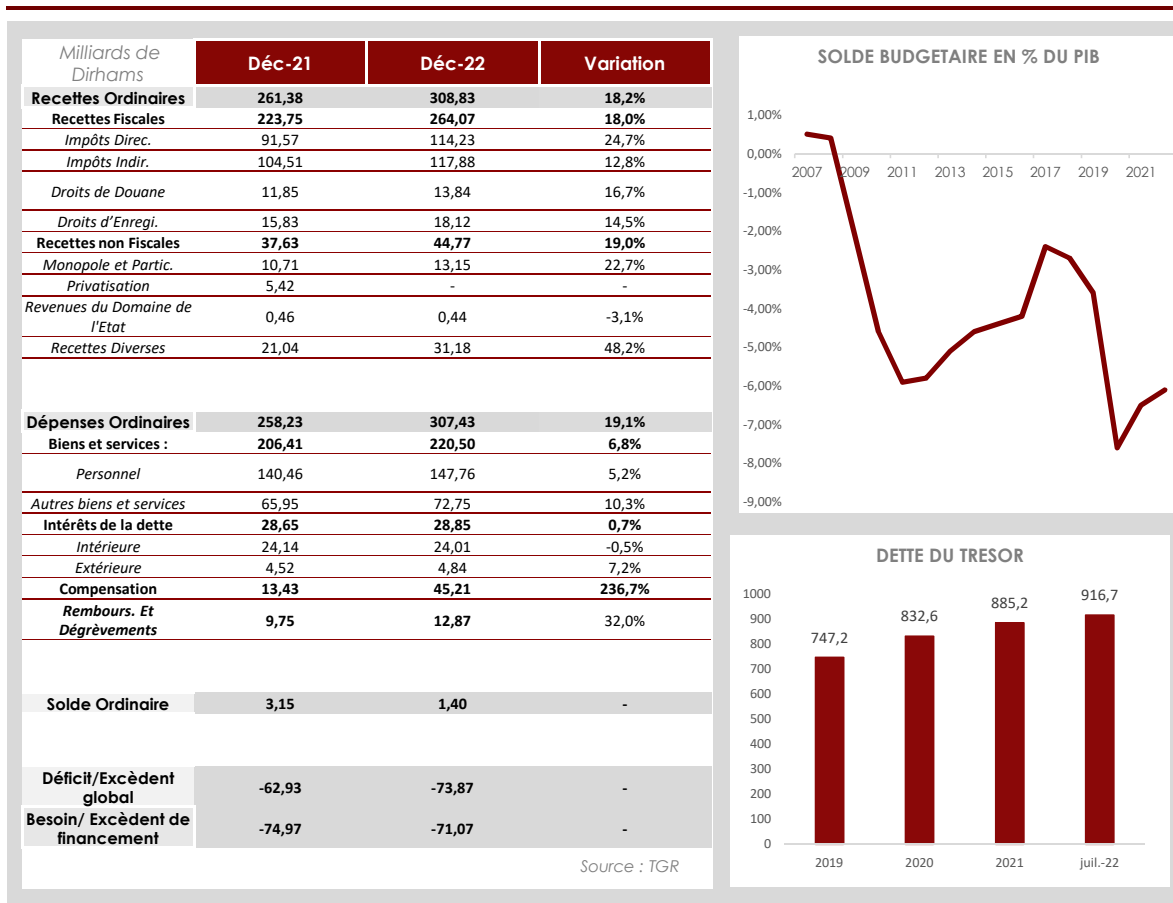 Milliards de
Dirhams Déc-21 Déc-22 Variation
Recettes Ordinaires 261,38 308,83 18,2%
Recettes Fiscales 223,75 264,07 18,0%
Impôts Direc. 91,57 114,23 24,7%
Impôts Indir. 104,51 117,88 12,8%
Droits de Douane 11,85 13,84 16,7%
Droits d'Enregi. 15,83 18,12 14,5%
Recettes non Fiscales 37,63 44,77 19,0%
Monopole et Partic. 10,71 13,15 22,7%
Privatisation 5,42 - -
Revenues du Domaine de
l'Etat 0,46 0,44 -3,1%
Recettes Diverses 21,04 31,18 48,2%
Dépenses Ordinaires 258,23 307,43 19,1%
Biens et services : 206,41 220,50 6,8%
Personnel 140,46 147,76 5,2%
Autres biens et services 65,95 72,75 10,3%
Intérêts de la dette 28,65 28,85 0,7%
Intérieure 24,14 24,01 -0,5%
Extérieure 4,52 4,84 7,2%
Compensation 13,43 45,21 236,7%
Rembours. Et
Dégrèvements 9,75 12,87 32,0%
Solde Ordinaire 3,15 1,40 -
Déficit/Excèdent
global -62,93 -73,87 -
Besoin/ Excèdent de
financement -74,97 -71,07 -
Source : TGR
SOLDE BUDGETAIRE EN % DU PIB
1,00%
0,00%
2007 2009 2011 2013 2015 2017 2019 2021
-1,00%
-2,00%
-3,00%
-4,00%
-5,00%
-6,00%
-7,00%
-8,00%
-9,00%
DETTE DU TRESOR
1000
900
800
700
600
500
400
300
200
100
0
747,2 832,6 885,2 916,7
2019 2020 2021 juil.-22